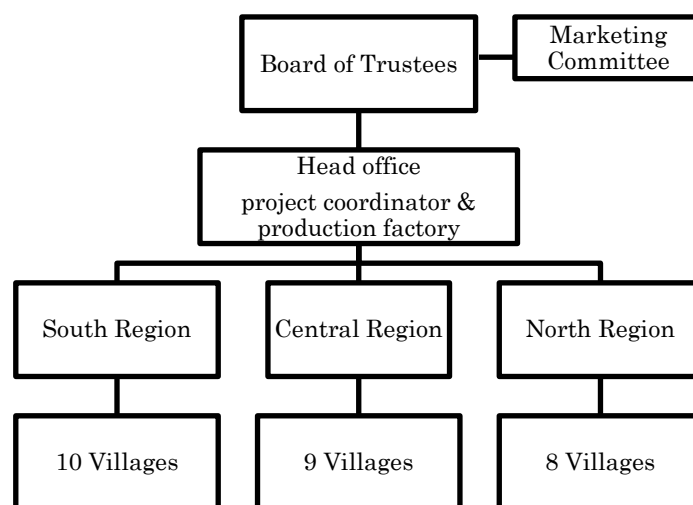 Board of Trustees
Marketing
Committee
Head office
project coordinator &
production factory
South Region
Central Region
North Region
10 Villages
9 Villages
8 Villages